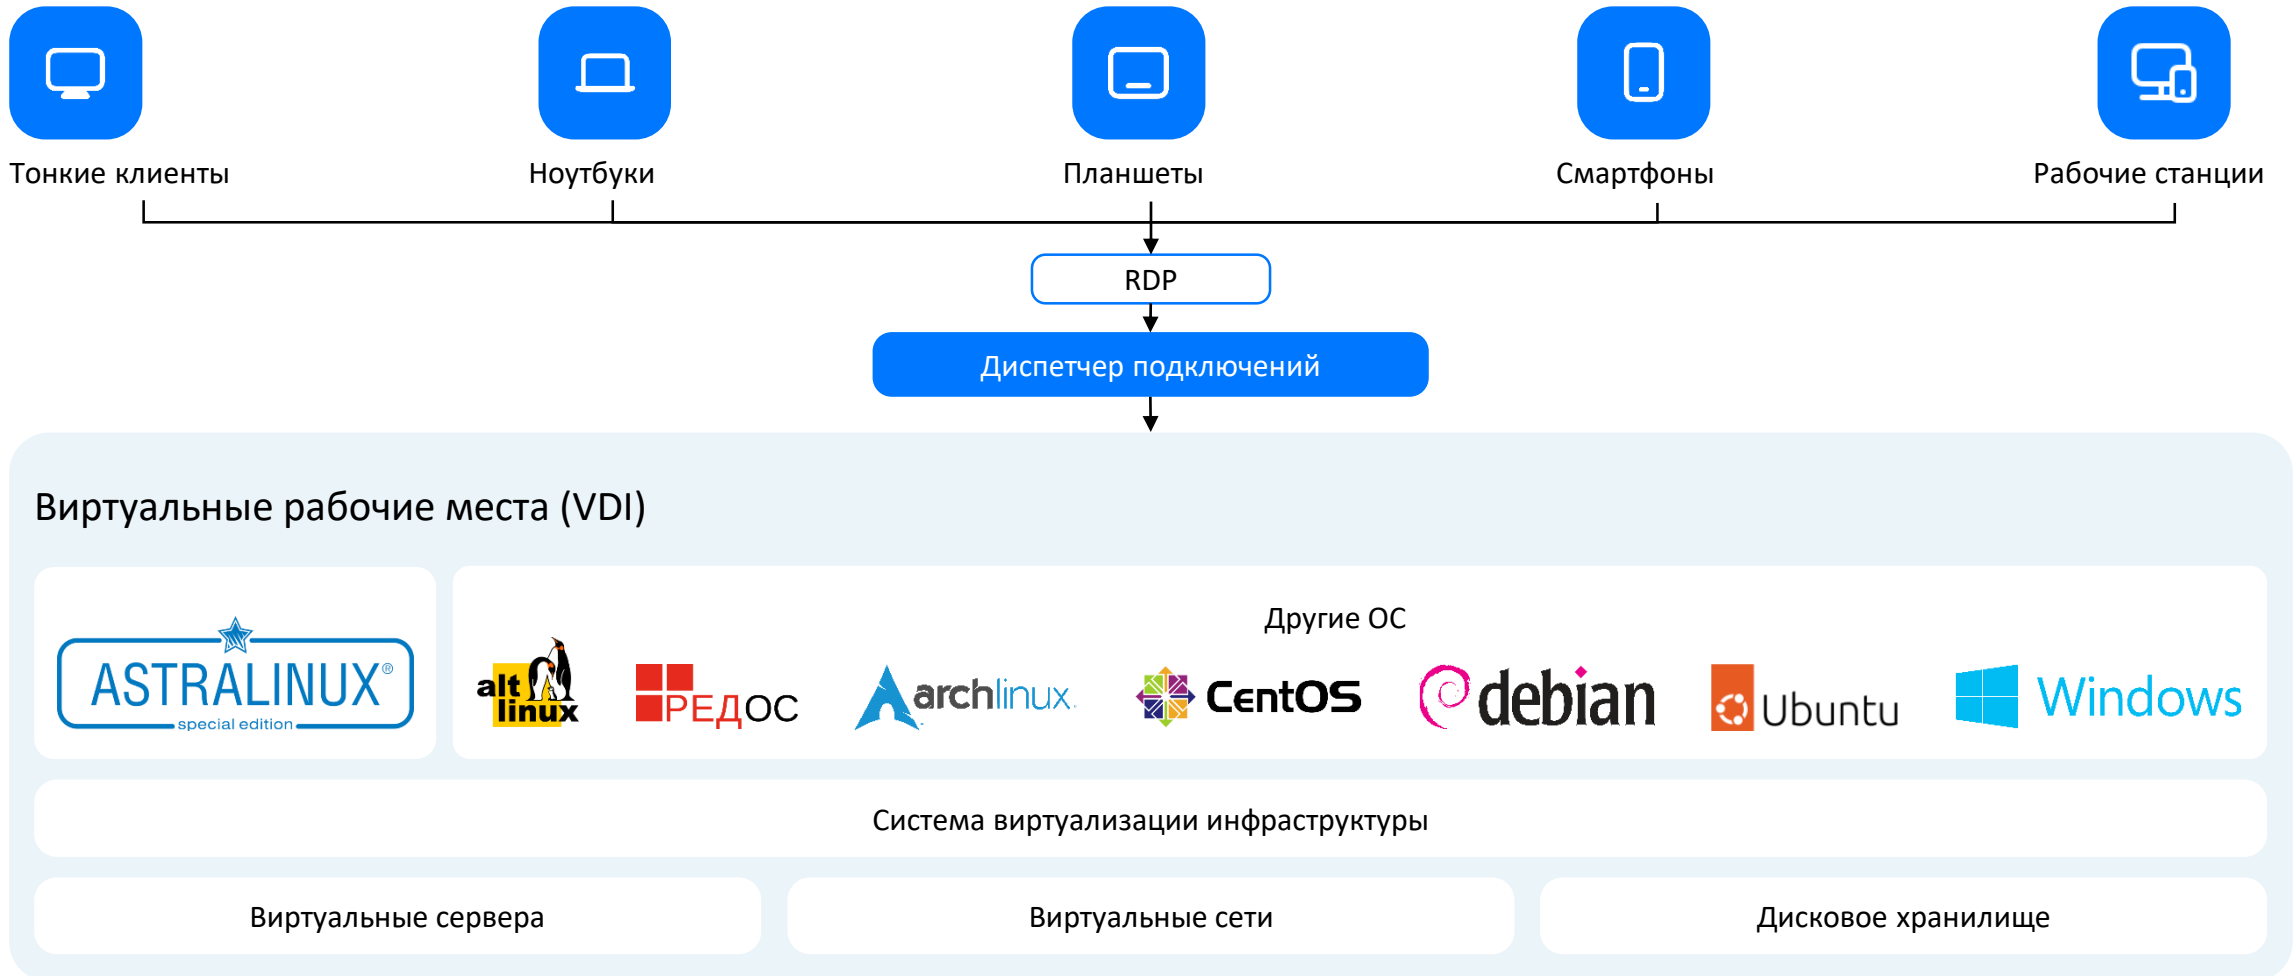 Тонкие клиенты
Ноутбуки
Планшеты
Смартфоны
Рабочие станции
RDP
Диспетчер подключений
Виртуальные рабочие места (VDI)
ASTRALINUX®
special edition
Другие ОС
alt
linux
РЕДОС
archlinux
CentOS
debian
Ubuntu
Windows
Система виртуализации инфраструктуры
Виртуальные сервера
Виртуальные сети
Дисковое хранилище